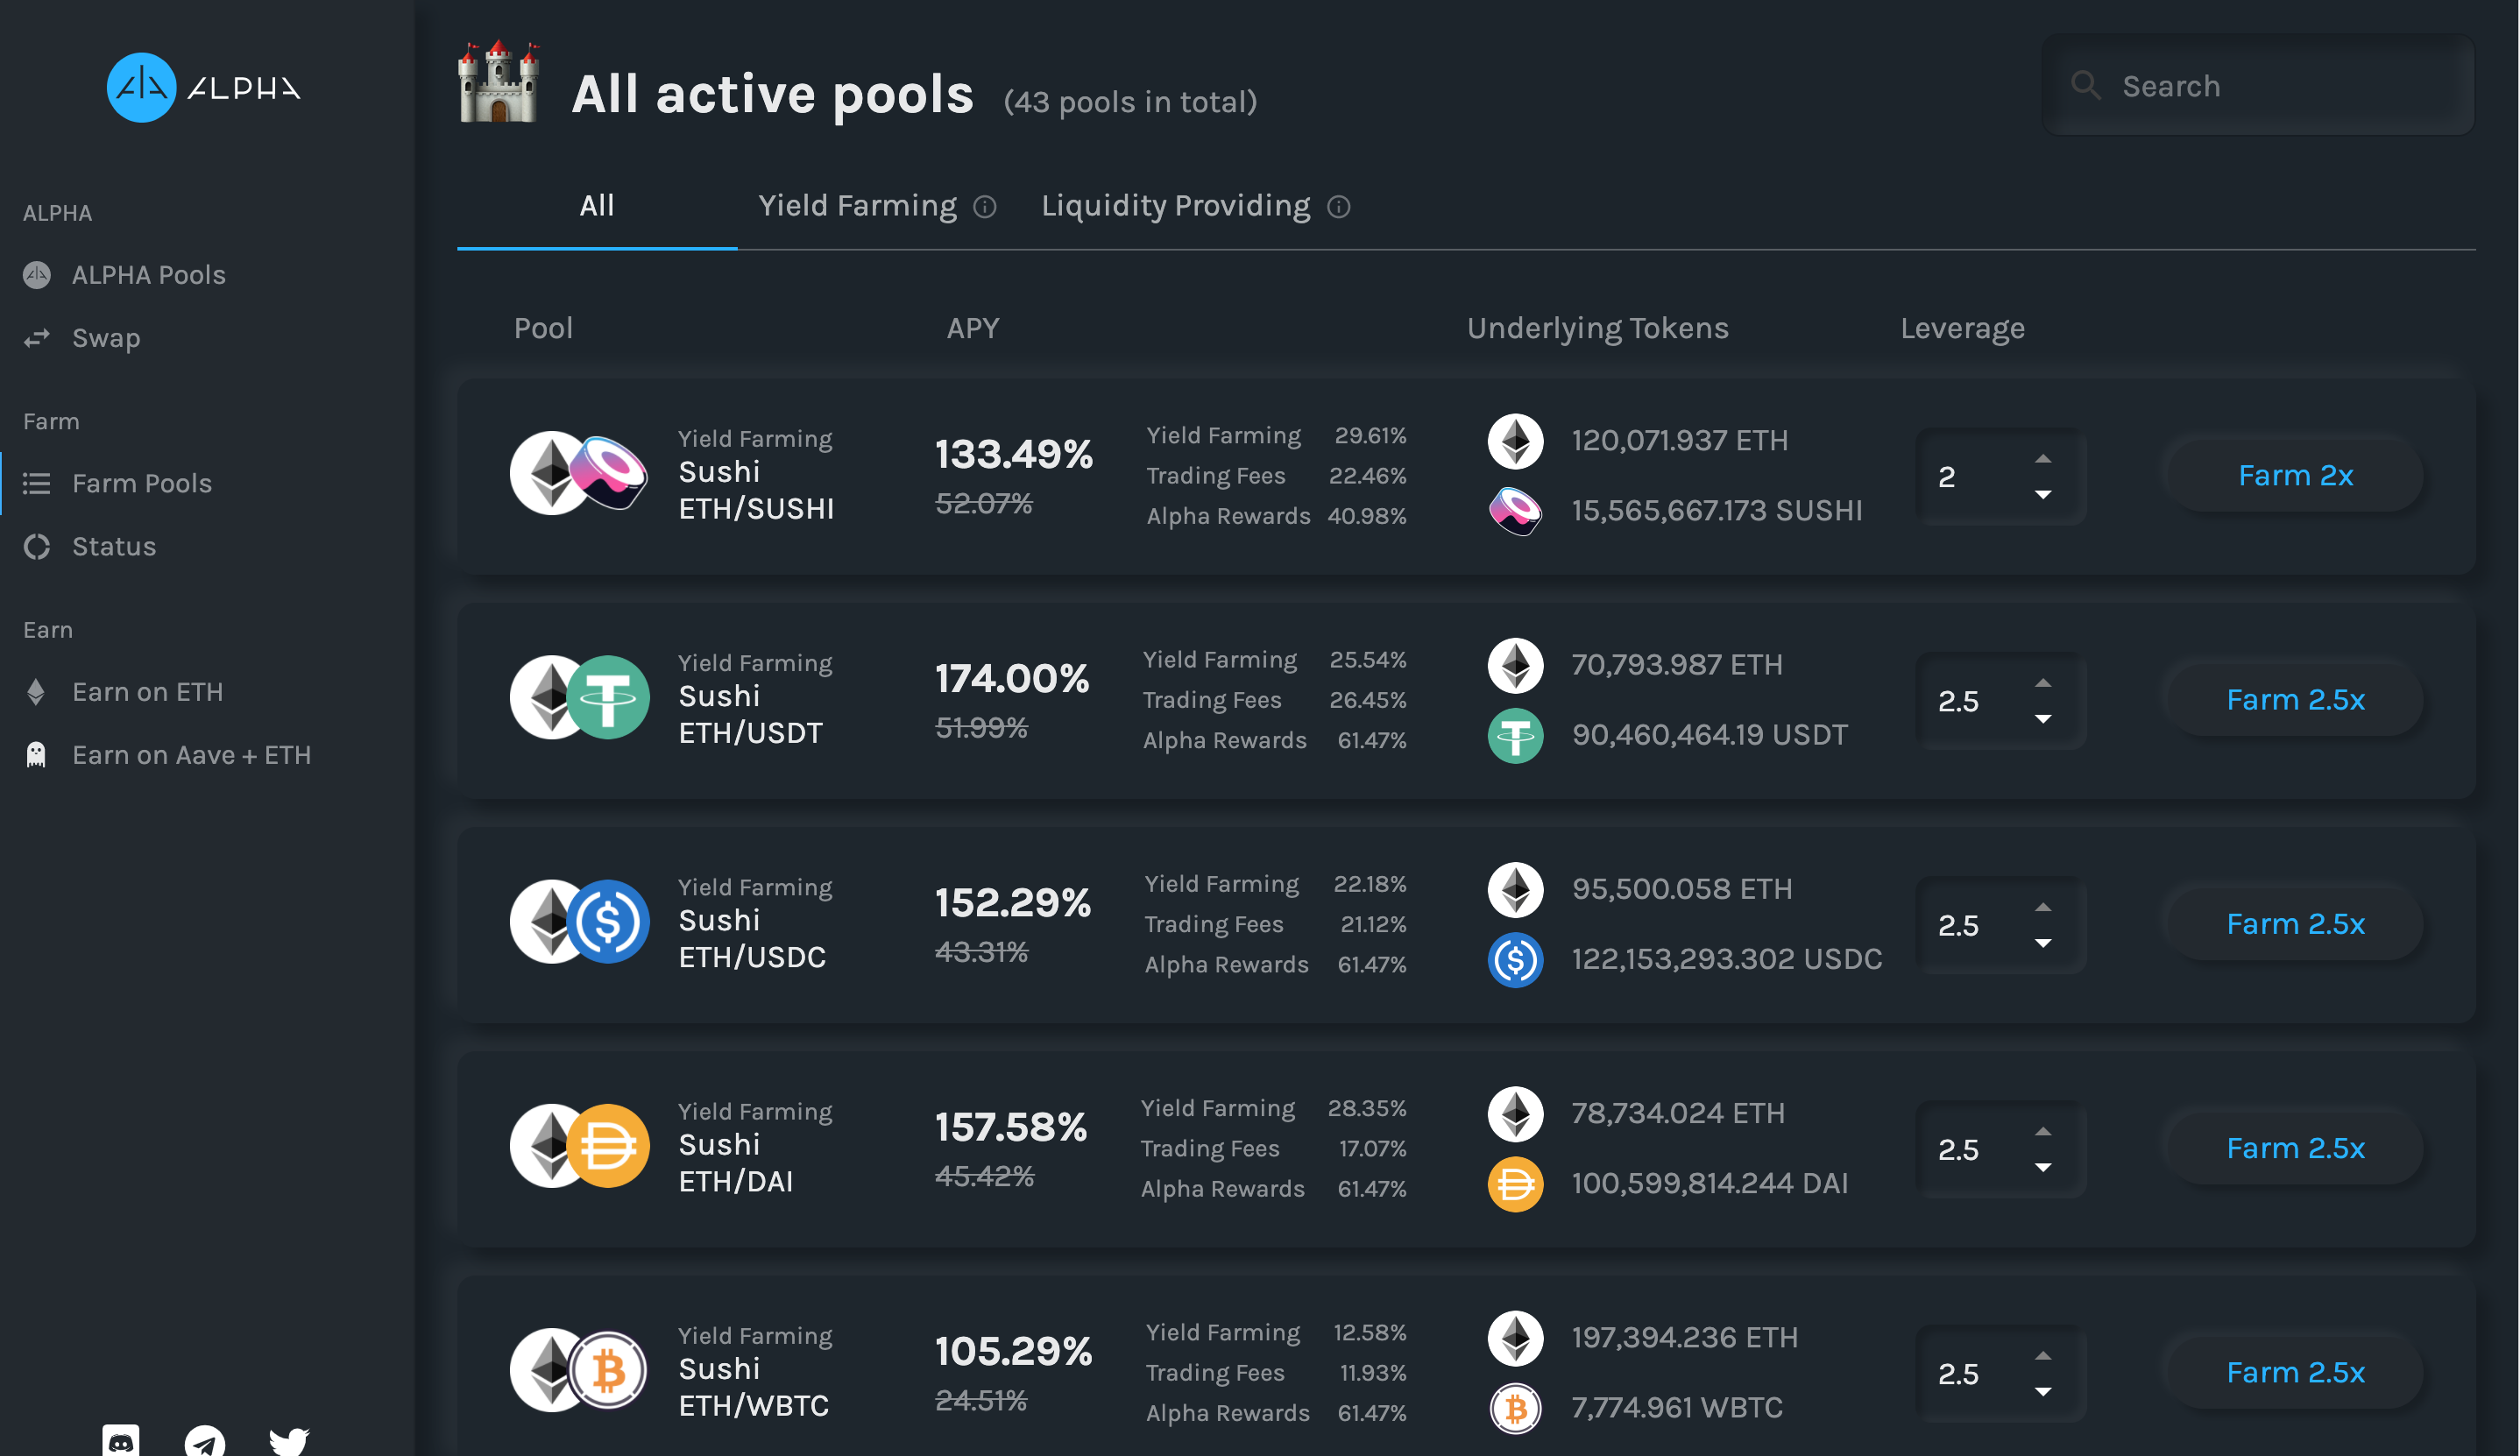 ALPHA
ALPHA
ALPHA Pools
Swap
Farm
Farm Pools
Status
Earn
Earn on ETH
Earn on Aave + ETH
All active pools (43 pools in total)
Search
All Yield Farming Liquidity Providing
Pool APY Underlying Tokens Leverage
Yield Farming
Sushi
ETH/SUSHI
133.49%
52.07%
Yield Farming 29.61%
Trading Fees 22.46%
Alpha Rewards 40.98%
120,071.937 ETH
15,565,667.173 SUSHI
2
Farm 2x
Yield Farming
Sushi
ETH/USDT
174.00%
51.99%
Yield Farming 25.54%
Trading Fees 26.45%
Alpha Rewards 61.47%
70,793.987 ETH
90,460,464.19 USDT
2.5
Farm 2.5x
Yield Farming
Sushi
ETH/USDC
152.29%
43.31%
Yield Farming 22.18%
Trading Fees 21.12%
Alpha Rewards 61.47%
95,500.058 ETH
122,153,293.302 USDC
2.5
Farm 2.5x
Yield Farming
Sushi
ETH/DAI
157.58%
45.42%
Yield Farming 28.35%
Trading Fees 17.07%
Alpha Rewards 61.47%
78,734.024 ETH
100,599,814.244 DAI
2.5
Farm 2.5x
Yield Farming
Sushi
ETH/WBTC
105.29%
24.51%
Yield Farming 12.58%
Trading Fees 11.93%
Alpha Rewards 61.47%
197,394.236 ETH
7,774.961 WBTC
2.5
Farm 2.5x